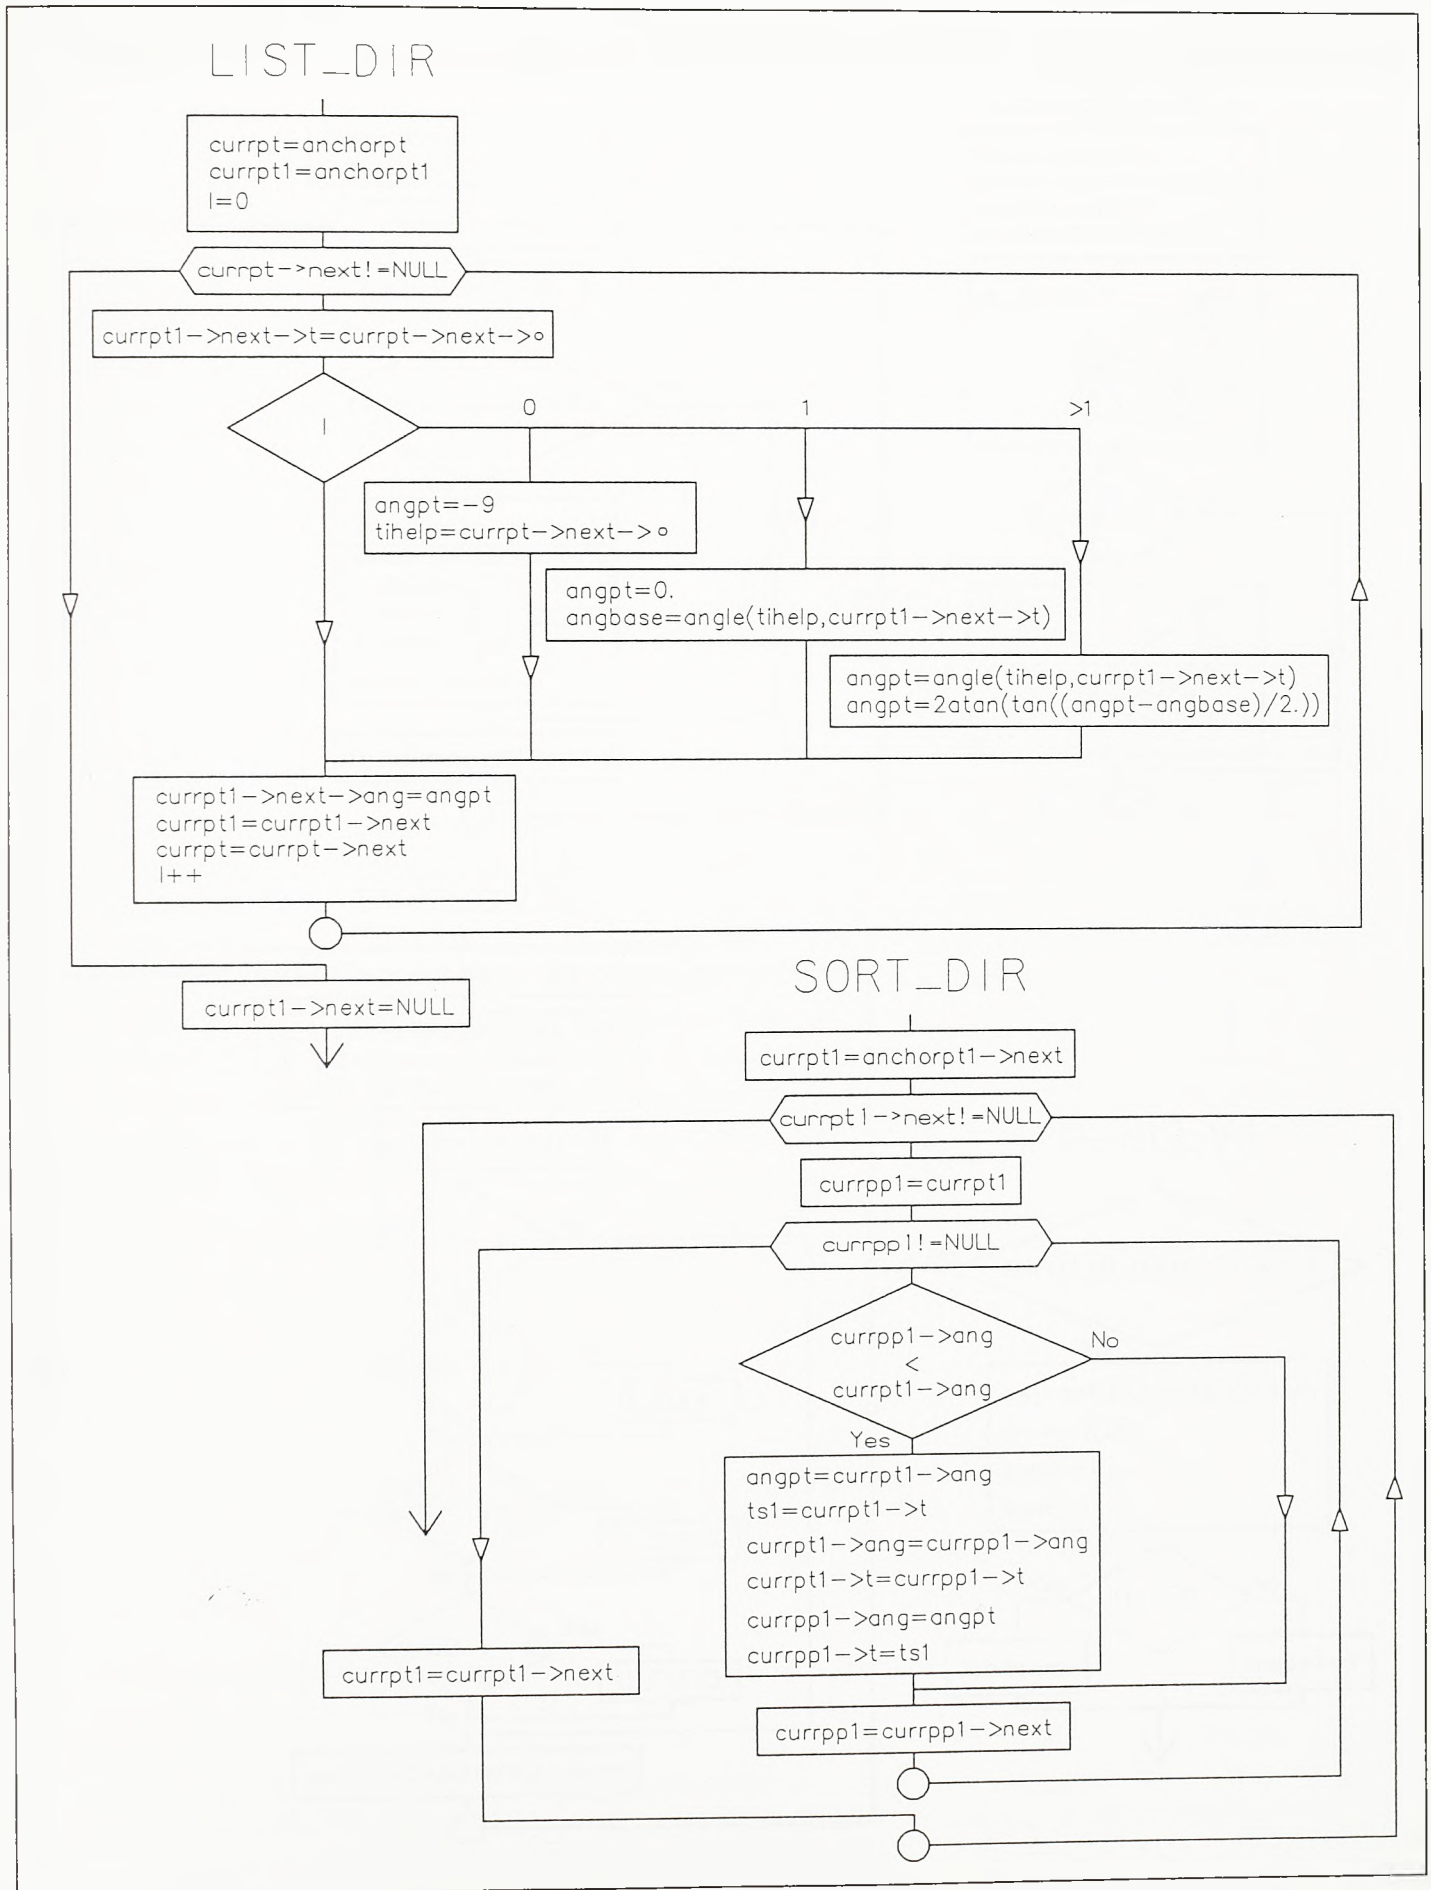 LIST_DIR
currpt=anchorpt
currpt1=anchorpt1
I=0
currpt->next!=NULL
currpt1->next->t=currpt->next->o
I
0
1
>1
angpt=-9
tihelp=currpt->next->o
angpt=0.
angbase=angle(tihelp,currpt1->next->t)
angpt=angle(tihelp,currpt1->next->t)
angpt=2atan(tan((angpt-angbase)/2.))
currpt1->next->ang=angpt
currpt1=currpt1->next
currpt=currpt->next
I++
currpt1->next=NULL
SORT_DIR
currpt1=anchorpt1->next
currpt1->next!=NULL
currpp1=currpt1
currpp1!=NULL
currpp1->ang
<
currpt1->ang
No
Yes
angpt=currpt1->ang
ts1=currpt1->t
currpt1->ang=currpp1->ang
currpt1->t=currpp1->t
currpp1->ang=angpt
currpp1->t=ts1
currpt1=currpt1->next
currpp1=currpp1->next